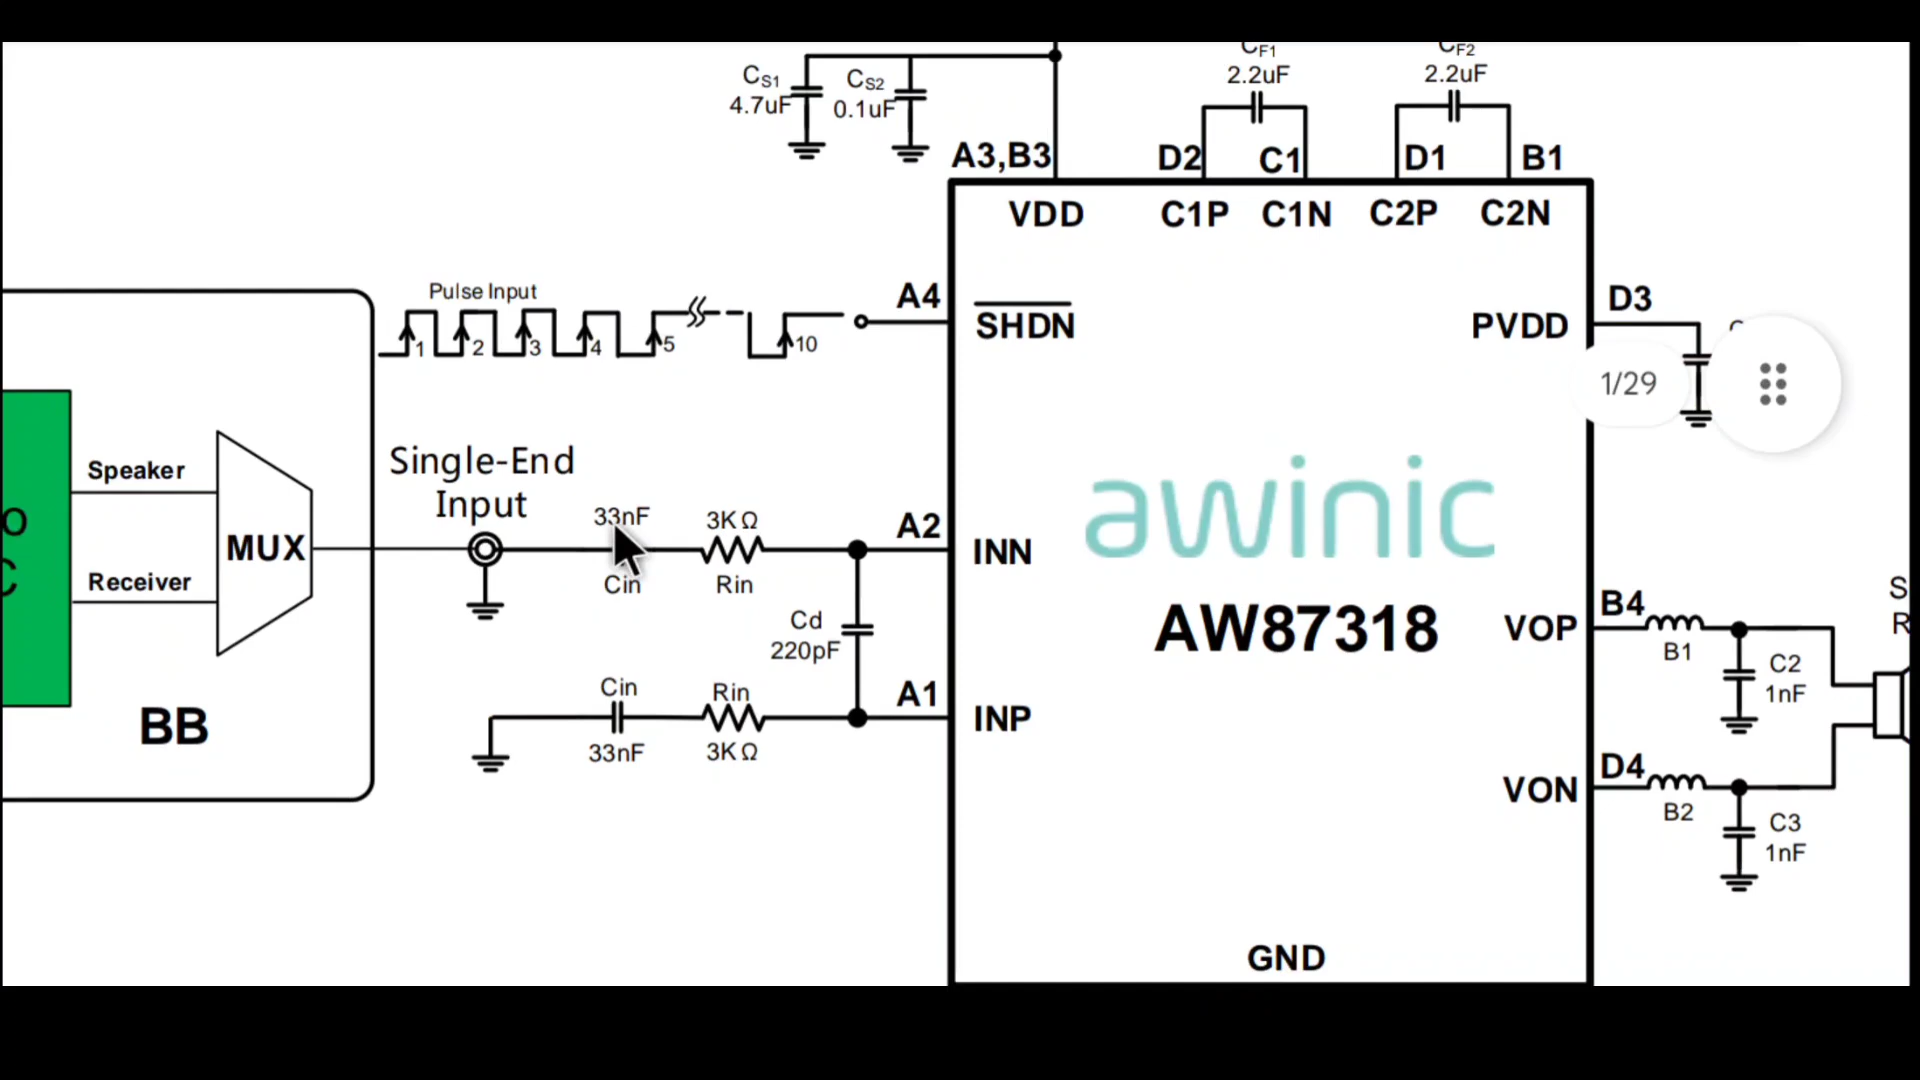 CF1
CF2
CS1
CS2
2.2uF
2.2uF
4.7uF
0.1uF
A3,B3
D2
C1
D1
B1
VDD
C1P
C1N
C2P
C2N
Pulse Input
1
2
3
4
5
10
A4
SHDN
PVDD
D3
1/29
Speaker
Single-End
Input
MUX
Receiver
BB
33nF
Cin
3KΩ
Rin
A2
INN
Cd
220pF
Cin
33nF
Rin
3KΩ
A1
INP
awinic
AW87318
VOP
B4
B1
C2
1nF
VON
D4
B2
C3
1nF
GND